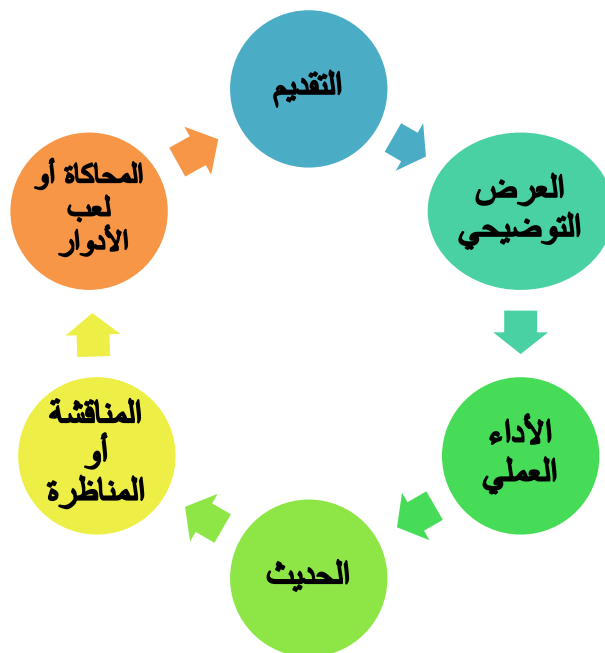 التقديم
العرض
التوضيحي
الأداء
العملي
الحديث
المناقشة
أو
المناظرة
المحاكاة أو
لعب
الأدوار